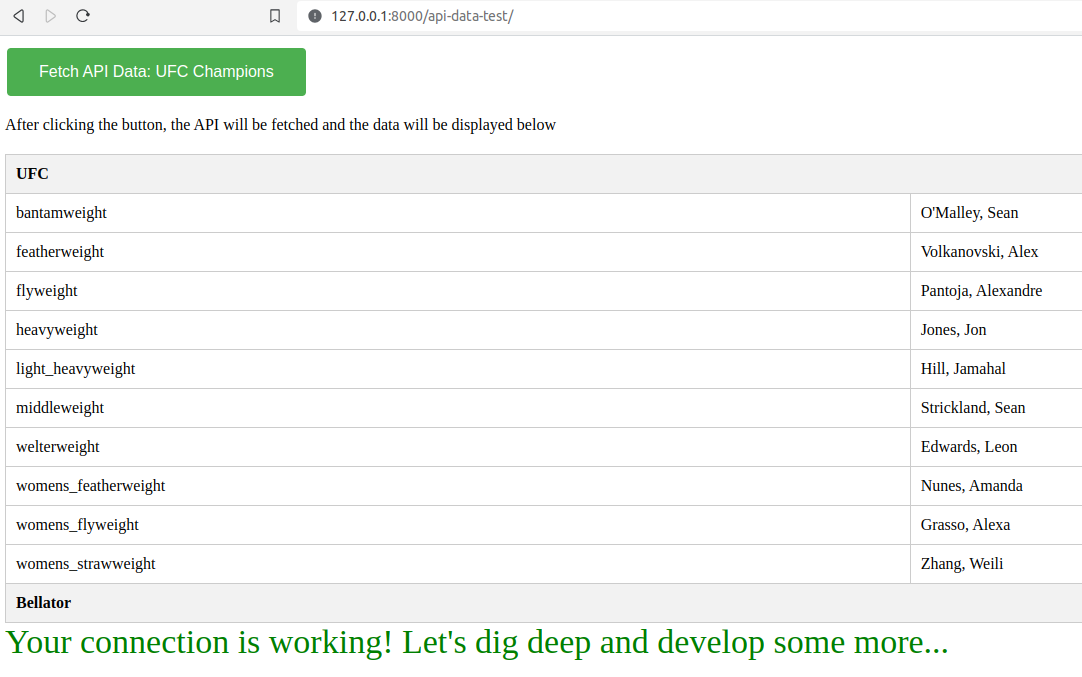 127.0.0.1:8000/api-data-test/
Fetch API Data: UFC Champions
After clicking the button, the API will be fetched and the data will be displayed below
UFC
bantamweight O'Malley, Sean
featherweight Volkanovski, Alex
flyweight Pantoja, Alexandre
heavyweight Jones, Jon
light_heavyweight Hill, Jamahal
middleweight Strickland, Sean
welterweight Edwards, Leon
womens_featherweight Nunes, Amanda
womens_flyweight Grasso, Alexa
womens_strawweight Zhang, Weili
Bellator
Your connection is working! Let's dig deep and develop some more...